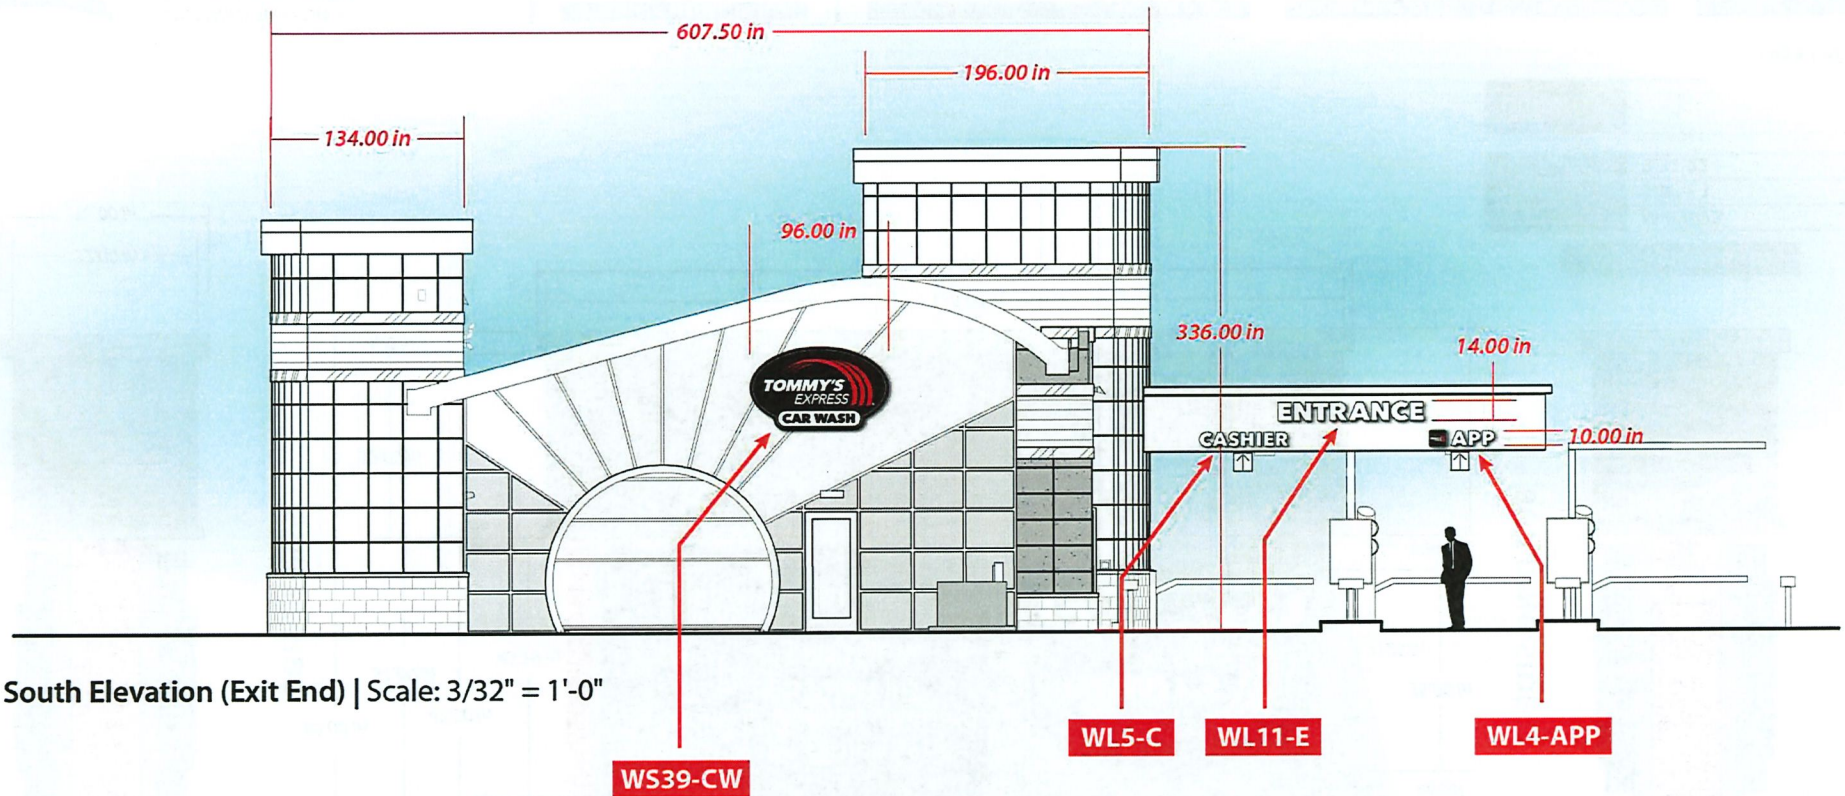 607.50 in
196.00 in
134.00 in
96.00 in
336.00 in
14.00 in
TOMMY'S
EXPRESS
CAR WASH
ENTRANCE
CASHIER
APP
10.00 in
South Elevation (Exit End) | Scale: 3/32" = 1'-0"
WL5-C
WL11-E
WL4-APP
WS39-CW